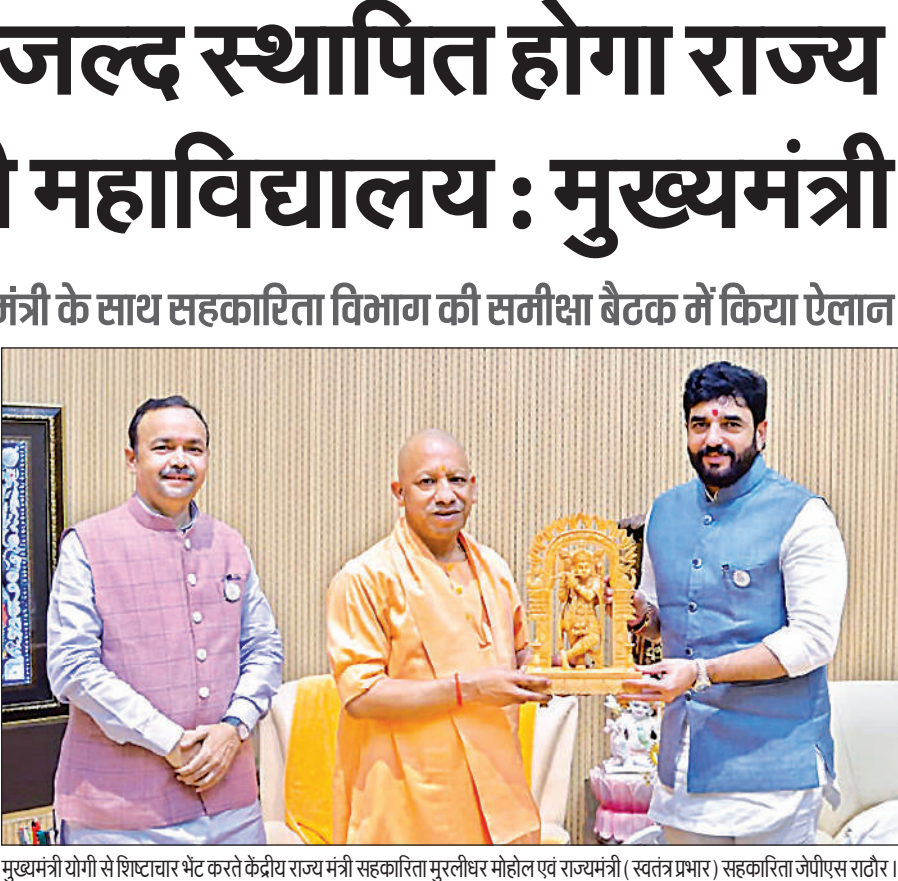 जल्द स्थापित होगा राज्य
महाविद्यालय : मुख्यमंत्री
मंत्री के साथ सहकारिता विभाग की समीक्षा बैठक में किया ऐलान
मुख्यमंत्री योगी से शिष्टाचार भेंट करते केंद्रीय राज्य मंत्री सहकारिता मुरलीधर मोहोल एवं राज्यमंत्री ( स्वतंत्र प्रभार ) सहकारिता जेपीएस राठौर।